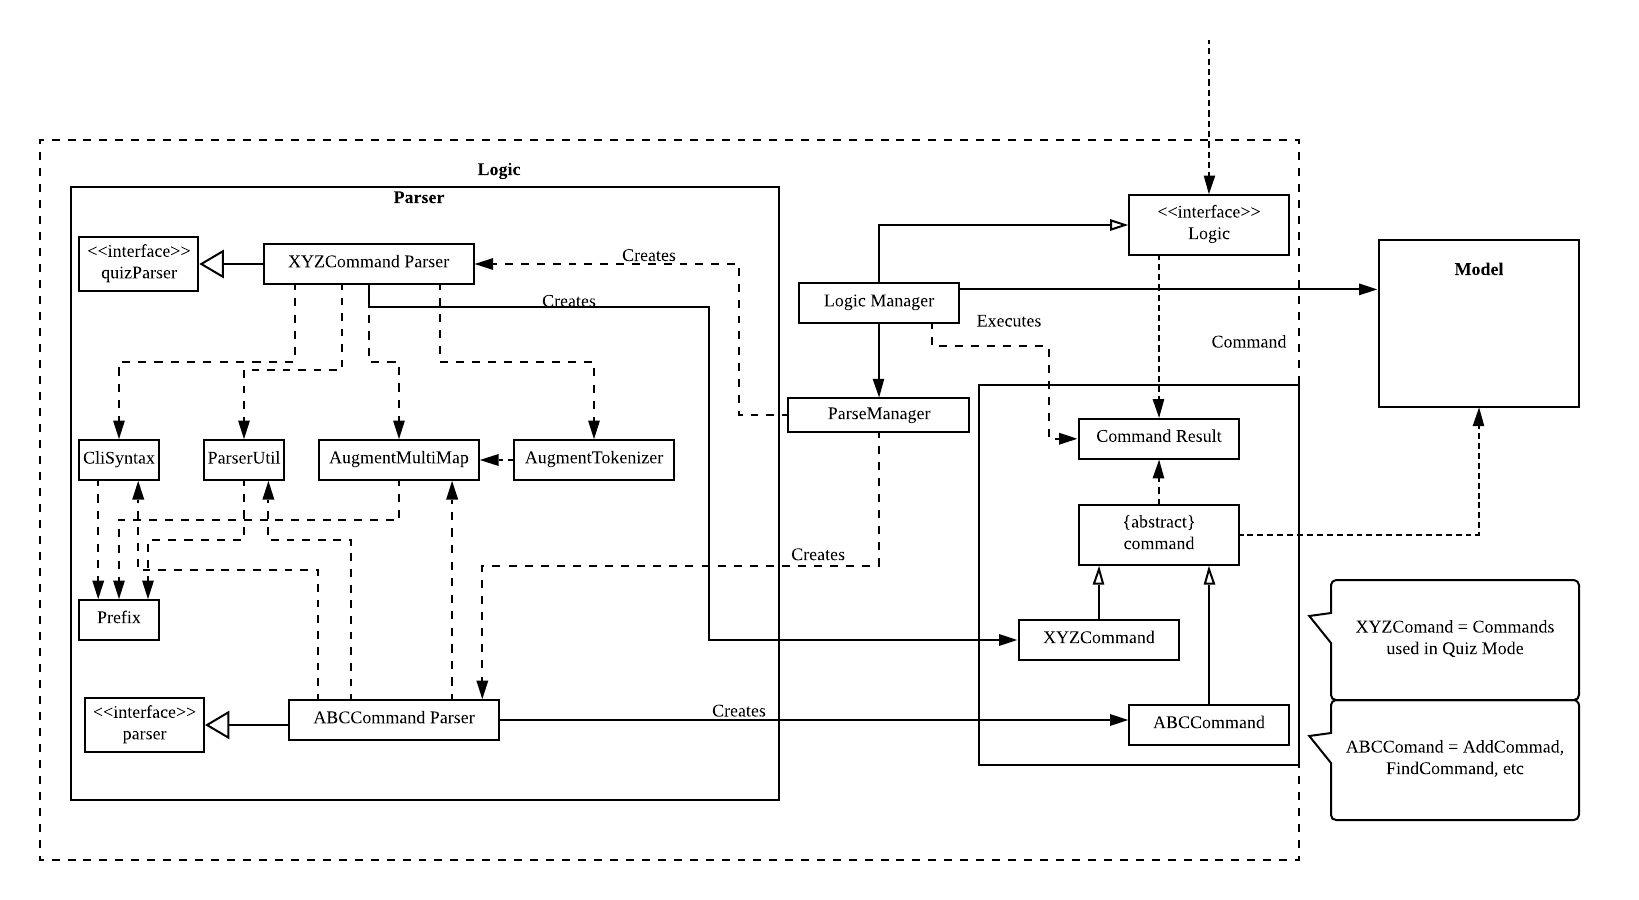 Logic
Parser
<<interface>>
quizParser
XYZCommand Parser
Creates
Creates
<<interface>>
Logic
Logic Manager
Executes
Command
Model
ParseManager
Command Result
CliSyntax
ParserUtil
AugmentMultiMap
AugmentTokenizer
{abstract}
command
Creates
Prefix
XYZCommand
XYZComand = Commands
used in Quiz Mode
<<interface>>
parser
ABCCommand Parser
Creates
ABCCommand
ABCComand = AddCommad,
FindCommand, etc